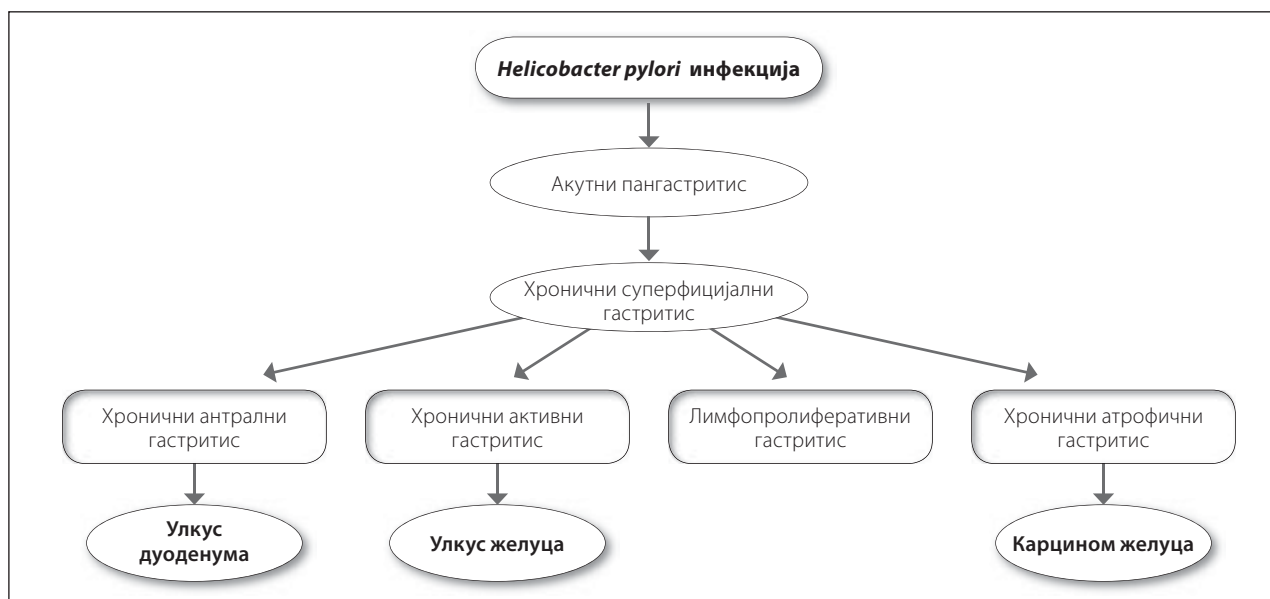 Helicobacter pylori инфекција
Акутни пангастритис
Хронични суперфицијални
гастритис
Хронични антрални
гастритис
Хронични активни
гастритис
Лимфопролиферативни
гастритис
Хронични атрофични
гастритис
Улкус
дуоденума
Улкус желуца
Карцином желуца